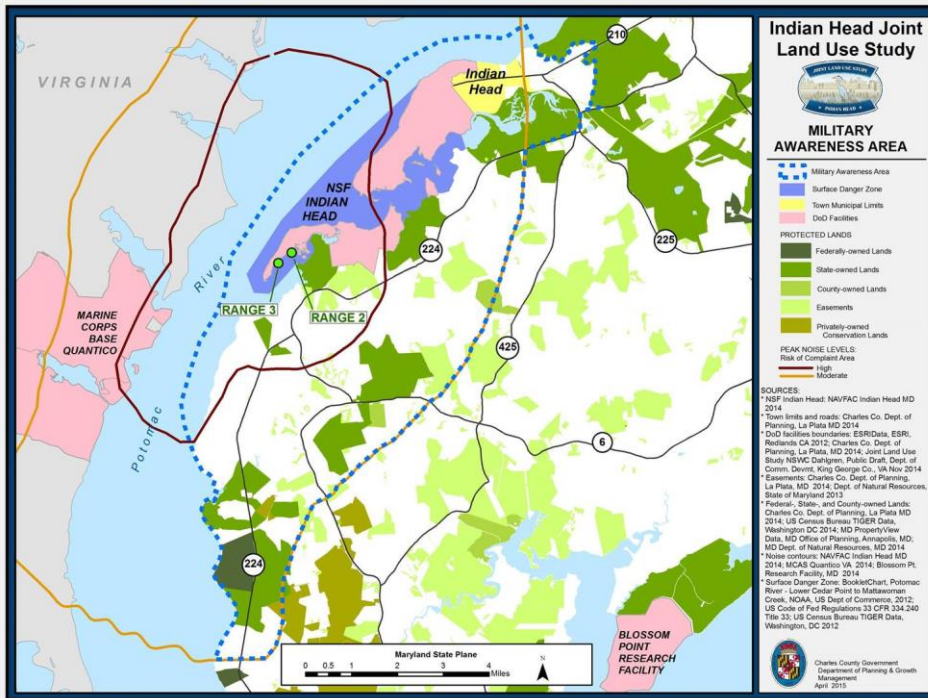 Indian Head Joint
Land Use Study
JOINT LAND USE STUDY
INDIAN HEAD
MILITARY
AWARENESS AREA
Military Awareness Area
Surface Danger Zone
Town Municipal Limits
DoD Facilities
PROTECTED LANDS
Federally-owned Lands
State-owned Lands
County-owned Lands
Easements
Privately-owned
Conservation Lands
PEAK NOISE LEVELS:
Risk of Complaint Area
High
Moderate
SOURCES:
* NSF Indian Head: NAVFAC Indian Head MD
2014
* Town limits and roads: Charles Co. Dept. of
Planning, La Plata MD 2014
* DoD facilities boundaries: ESRIData, ESRI,
Redlands CA 2012; Charles Co. Dept. of
Planning, La Plata, MD 2014; Joint Land Use
Study NSWC Dahlgren, Public Draft, Dept. of
Comm. Devmt, King George Co., VA Nov 2014
* Easements: Charles Co. Dept. of Planning,
La Plata, MD 2014; Dept. of Natural Resources,
State of Maryland 2013
* Federal-, State-, and County-owned Lands:
Charles Co. Dept. of Planning, La Plata MD
2014; US Census Bureau TIGER Data,
Washington DC 2014; MD PropertyView
Data, MD Office of Planning, Annapolis, MD;
MD Dept. of Natural Resources, MD 2014
* Noise contours: NAVFAC Indian Head MD
2014; MCAS Quantico VA 2014; Blossom Pt.
Research Facility, MD 2014
* Surface Danger Zone: BookletChart, Potomac
River - Lower Cedar Point to Mattawoman
Creek, NOAA, US Dept of Commerce, 2012;
US Code of Fed Regulations 33 CFR 334.240
Title 33; US Census Bureau TIGER Data,
Washington, DC 2012
Charles County Government
Department of Planning & Growth
Management
April 2015
VIRGINIA
210
Indian
Head
NSF
INDIAN
HEAD
224
225
River
RANGE 3
RANGE 2
MARINE
CORPS
BASE
QUANTICO
425
Potomac
6
224
BLOSSOM
POINT
RESEARCH
FACILITY
Maryland State Plane
0 0.5 1 2 3 4
Miles
N